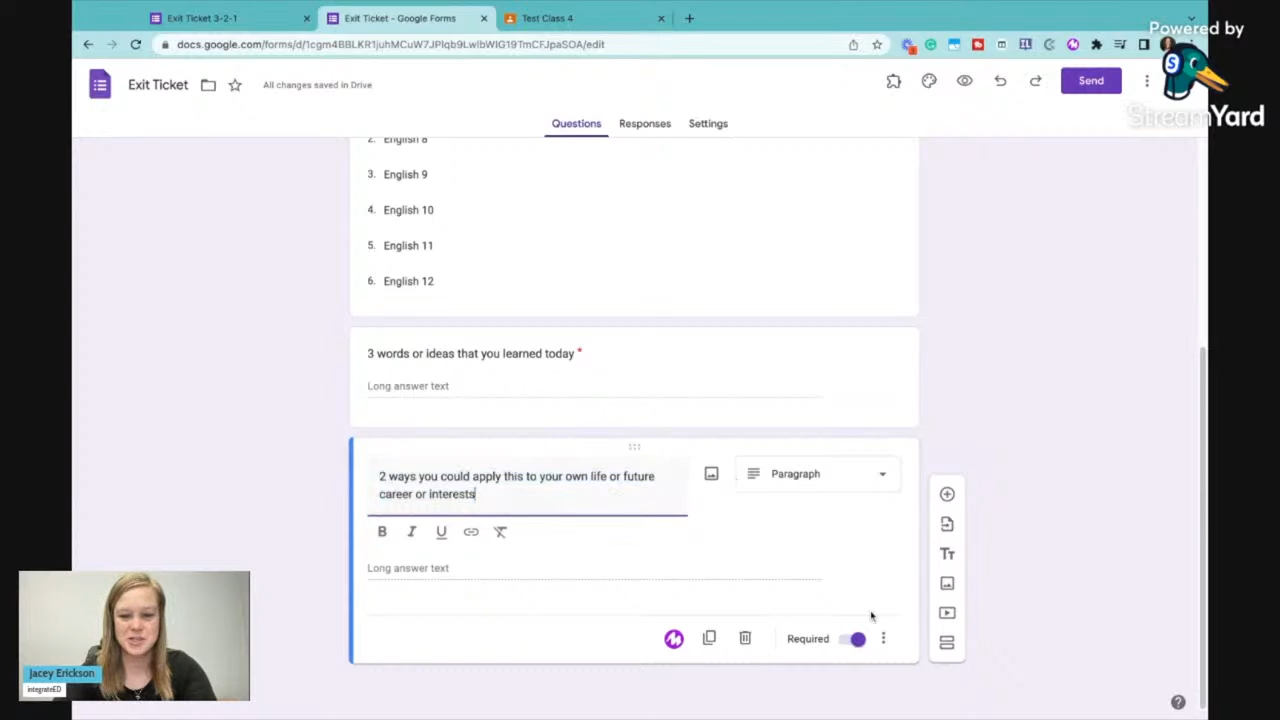 Exit Ticket 3-2-1
Exit Ticket - Google Forms
Test Class 4
Powered by
docs.google.com/forms/d/1cgm4BBLKR1juhMCuW7JPlqb9LwlbWIG19TmCFJpaSOA/edit
StreamYard
Exit Ticket
All changes saved in Drive
Send
Questions
Responses
Settings
2. English 8
3. English 9
4. English 10
5. English 11
6. English 12
3 words or ideas that you learned today *
Long answer text
2 ways you could apply this to your own life or future
career or interests
Paragraph
B I U
Long answer text
Required
Jacey Erickson
integrateED